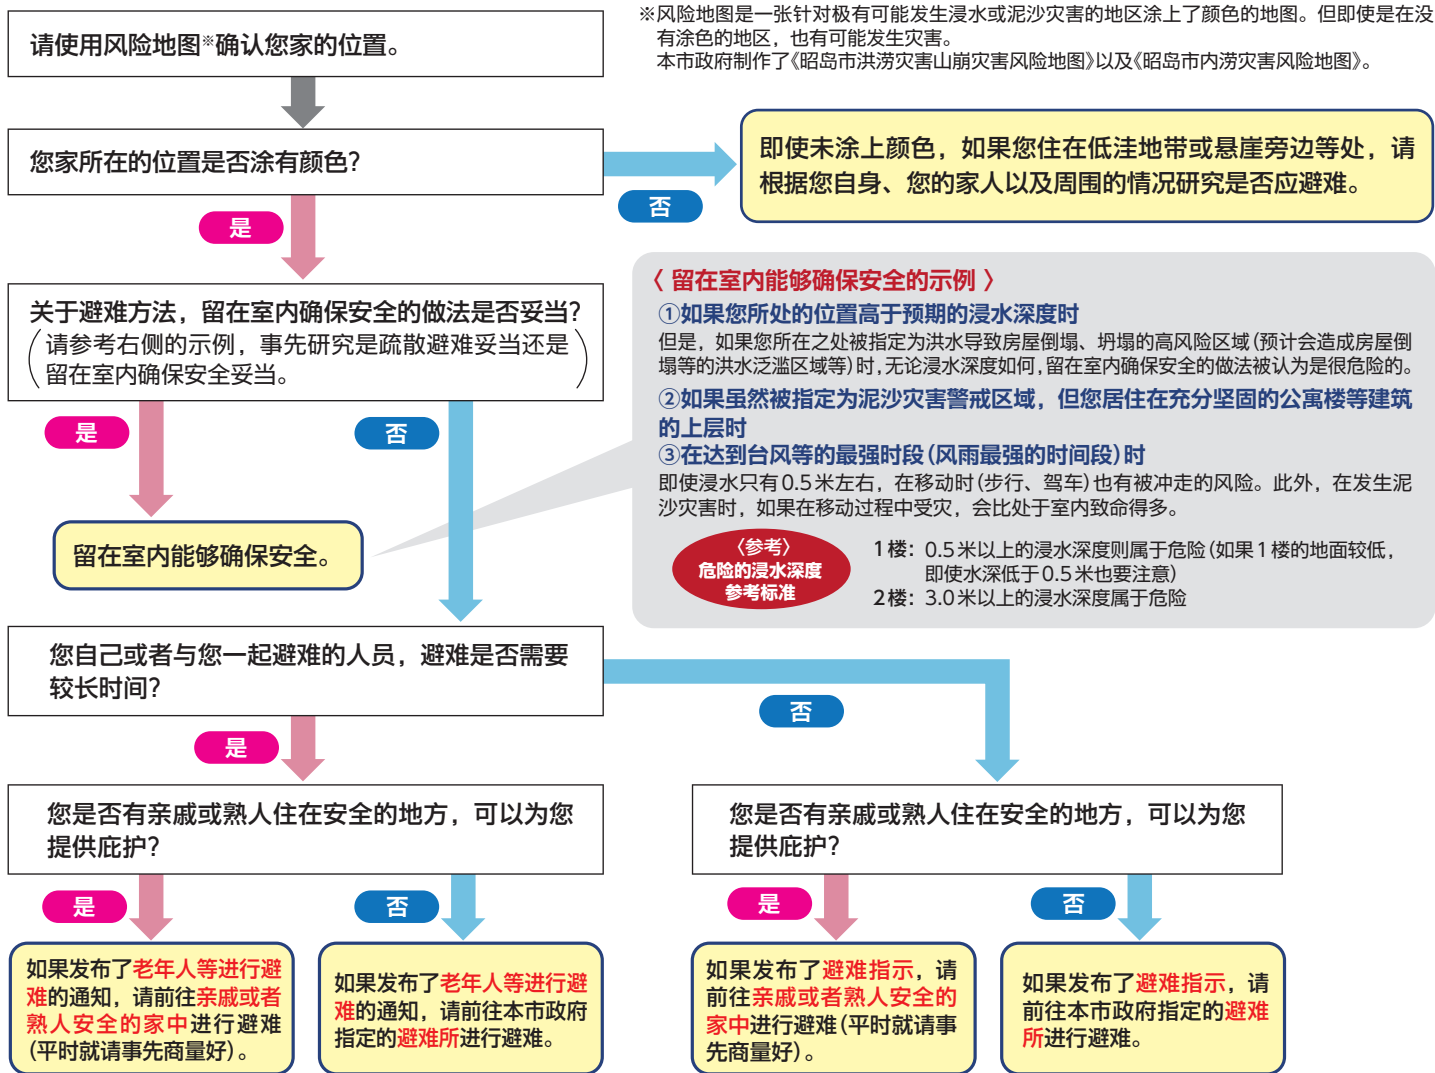 请使用风险地图※确认您家的位置。
※风险地图是一张针对极有可能发生浸水或泥沙灾害的地区涂上了颜色的地图。但即使是在没
有涂色的地区，也有可能发生灾害。
本市政府制作了《昭岛市洪涝灾害山崩灾害风险地图》以及《昭岛市内涝灾害风险地图》。
您家所在的位置是否涂有颜色？
否
即使未涂上颜色，如果您住在低洼地带或悬崖旁边等处，请
根据您自身、您的家人以及周围的情况研究是否应避难。
是
关于避难方法，留在室内确保安全的做法是否妥当？
（请参考右侧的示例，事先研究是疏散避难妥当还是
留在室内确保安全妥当。）
〈 留在室内能够确保安全的示例 〉
①如果您所处的位置高于预期的浸水深度时
但是，如果您所在之处被指定为洪水导致房屋倒塌、坍塌的高风险区域（预计会造成房屋倒
塌等的洪水泛滥区域等）时，无论浸水深度如何，留在室内确保安全的做法被认为是很危险的。
②如果虽然被指定为泥沙灾害警戒区域，但您居住在充分坚固的公寓楼等建筑
的上层时
③在达到台风等的最强时段（风雨最强的时间段）时
即使浸水只有0.5米左右，在移动时（步行、驾车）也有被冲走的风险。此外，在发生泥
沙灾害时，如果在移动过程中受灾，会比处于室内致命得多。
〈参考〉
危险的浸水深度
参考标准
1楼：0.5米以上的浸水深度则属于危险（如果1楼的地面较低，
即使水深低于0.5米也要注意）
2楼：3.0米以上的浸水深度属于危险
是
否
留在室内能够确保安全。
您自己或者与您一起避难的人员，避难是否需要
较长时间？
是
否
您是否有亲戚或熟人住在安全的地方，可以为您
提供庇护？
是
否
如果发布了老年人等进行避
难的通知，请前往亲戚或者
熟人安全的家中进行避难
（平时就请事先商量好）。
如果发布了老年人等进行避
难的通知，请前往本市政府
指定的避难所进行避难。
您是否有亲戚或熟人住在安全的地方，可以为您
提供庇护？
是
否
如果发布了避难指示，请
前往亲戚或者熟人安全的
家中进行避难（平时就请事
先商量好）。
如果发布了避难指示，请
前往本市政府指定的避难
所进行避难。